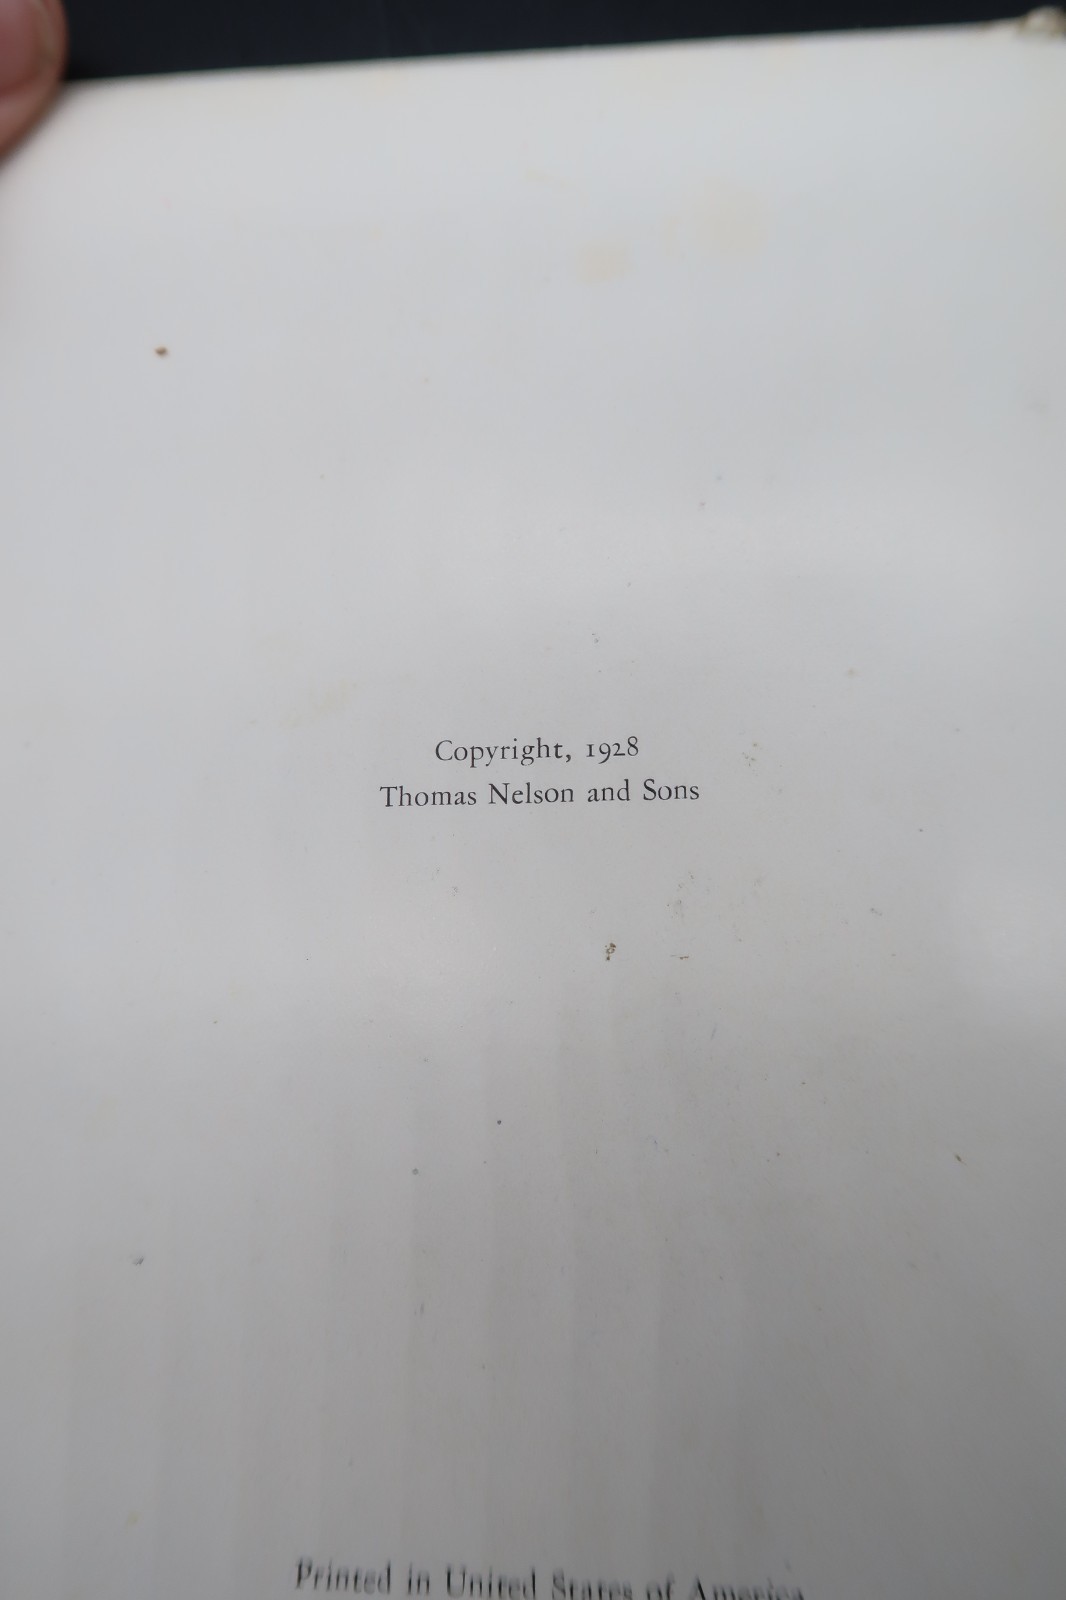 Copyright, 1928
Thomas Nelson and Sons
Printed in United States of America